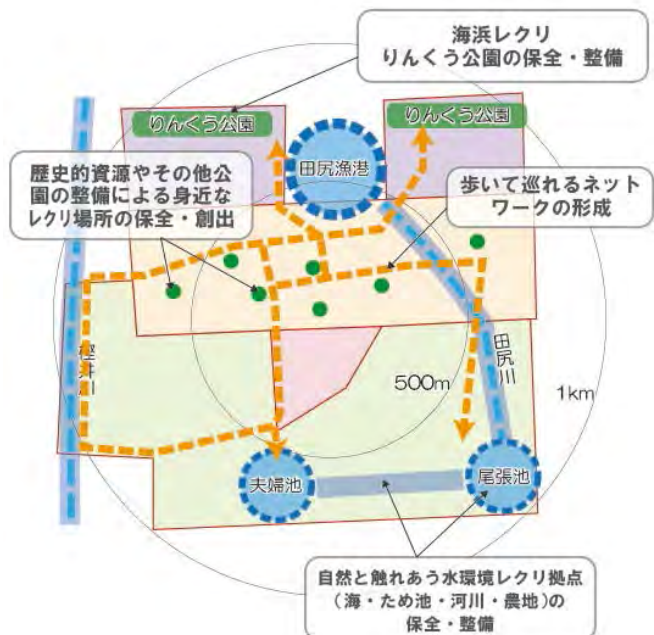 海浜レクリ
りんくう公園の保全・整備
りんくう公園
りんくう公園
田尻漁港
歴史的資源やその他公
園の整備による身近な
レクリ場所の保全・創出
歩いて巡れるネット
ワークの形成
樫井川
田尻川
500m
1km
夫婦池
尾張池
自然と触れあう水環境レクリ拠点
（海・ため池・河川・農地）の
保全・整備